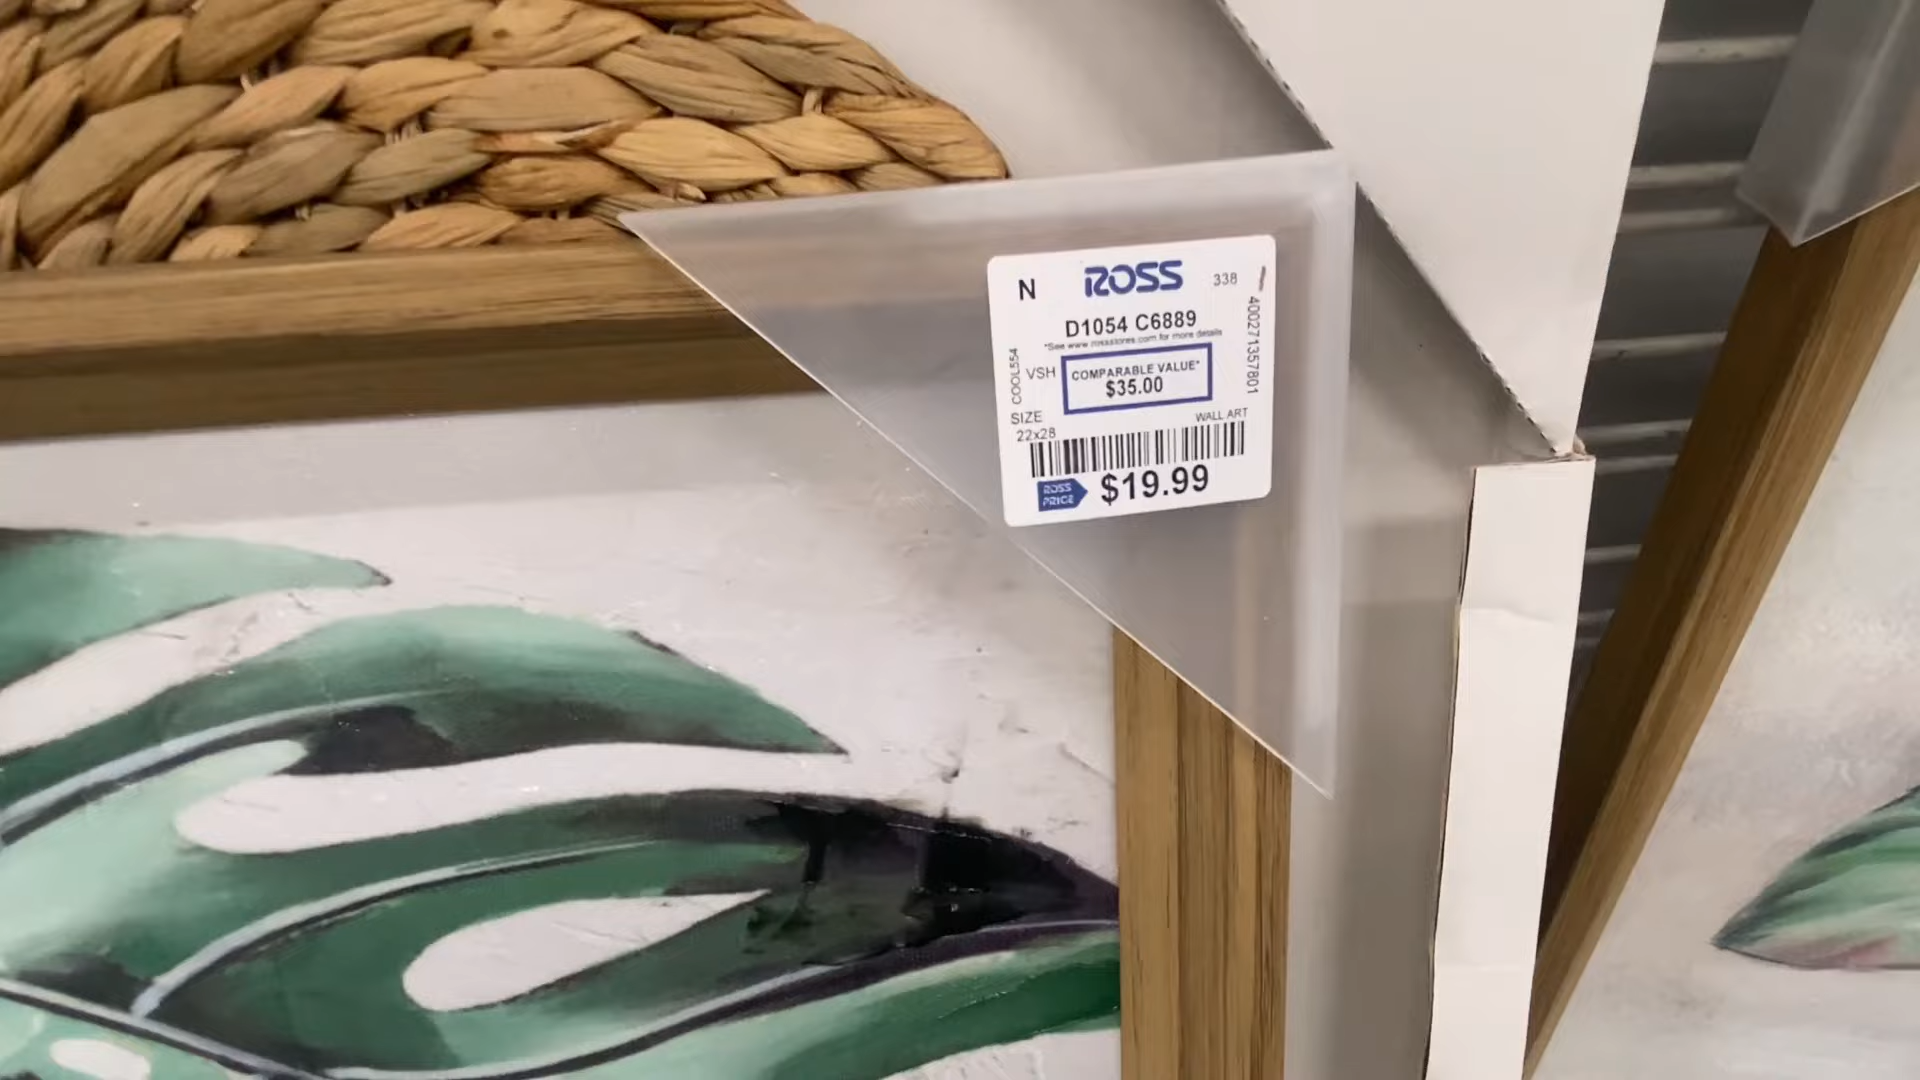 N ROSS 338
D1054 C6889
*See www.rossstores.com for more details
COOL554
VSH
COMPARABLE VALUE*
$35.00
400271357801
SIZE
22x28
WALL ART
ROSS
PRICE
$19.99